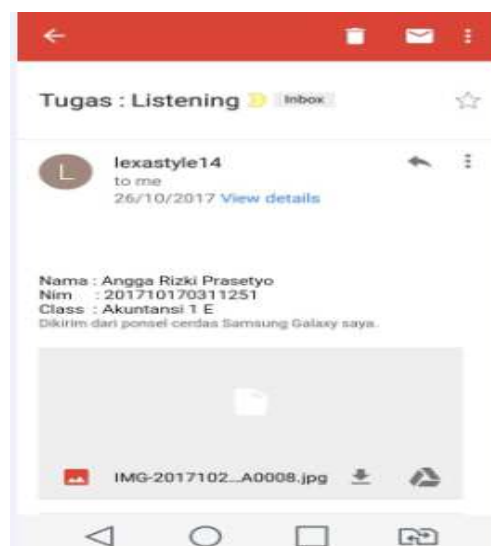 Tugas : Listening Inbox
L
lexastyle14
to me
26/10/2017 View details
Nama : Angga Rizki Prasetyo
Nim : 201710170311251
Class : Akuntansi 1 E
Dikirim dari ponsel cerdas Samsung Galaxy saya.
IMG-2017102...A0008.jpg